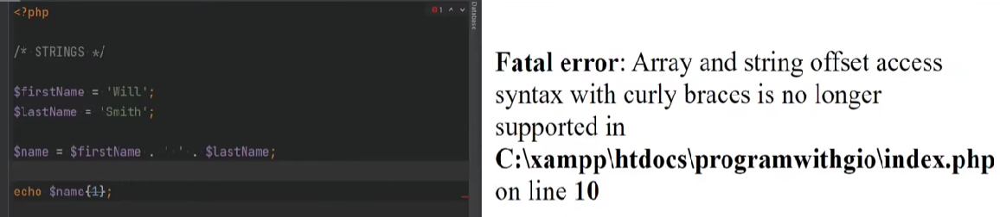 <?php
1
Database
/* STRINGS */
$firstName = 'Will';
$lastName = 'Smith';
$name = $firstName . ' ' . $lastName;
echo $name{1};
Fatal error: Array and string offset access
syntax with curly braces is no longer
supported in
C:\xampp\htdocs\programwithgio\index.php
on line 10